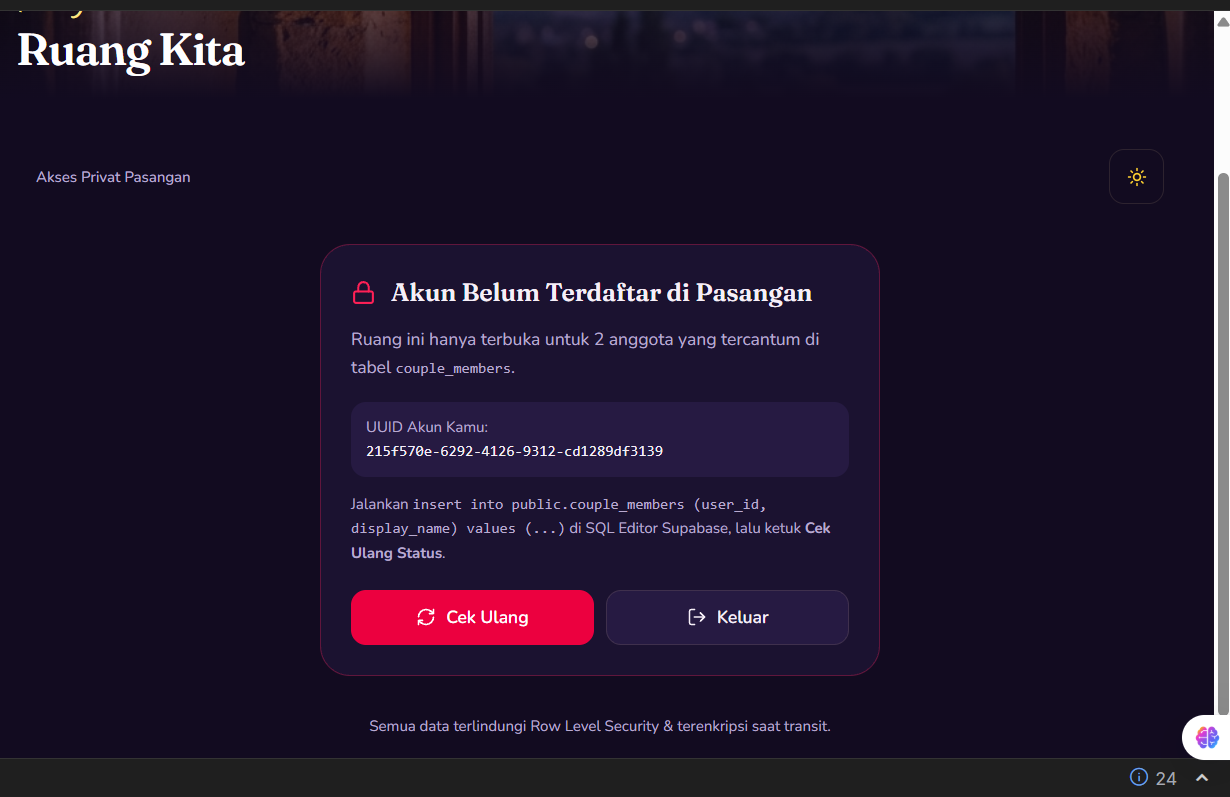 Ruang Kita
Akses Privat Pasangan
Akun Belum Terdaftar di Pasangan
Ruang ini hanya terbuka untuk 2 anggota yang tercantum di
tabel couple_members.
UUID Akun Kamu:
215f570e-6292-4126-9312-cd1289df3139
Jalankan insert into public.couple_members (user_id,
display_name) values (...) di SQL Editor Supabase, lalu ketuk Cek
Ulang Status.
Cek Ulang
Keluar
Semua data terlindungi Row Level Security & terenkripsi saat transit.
24